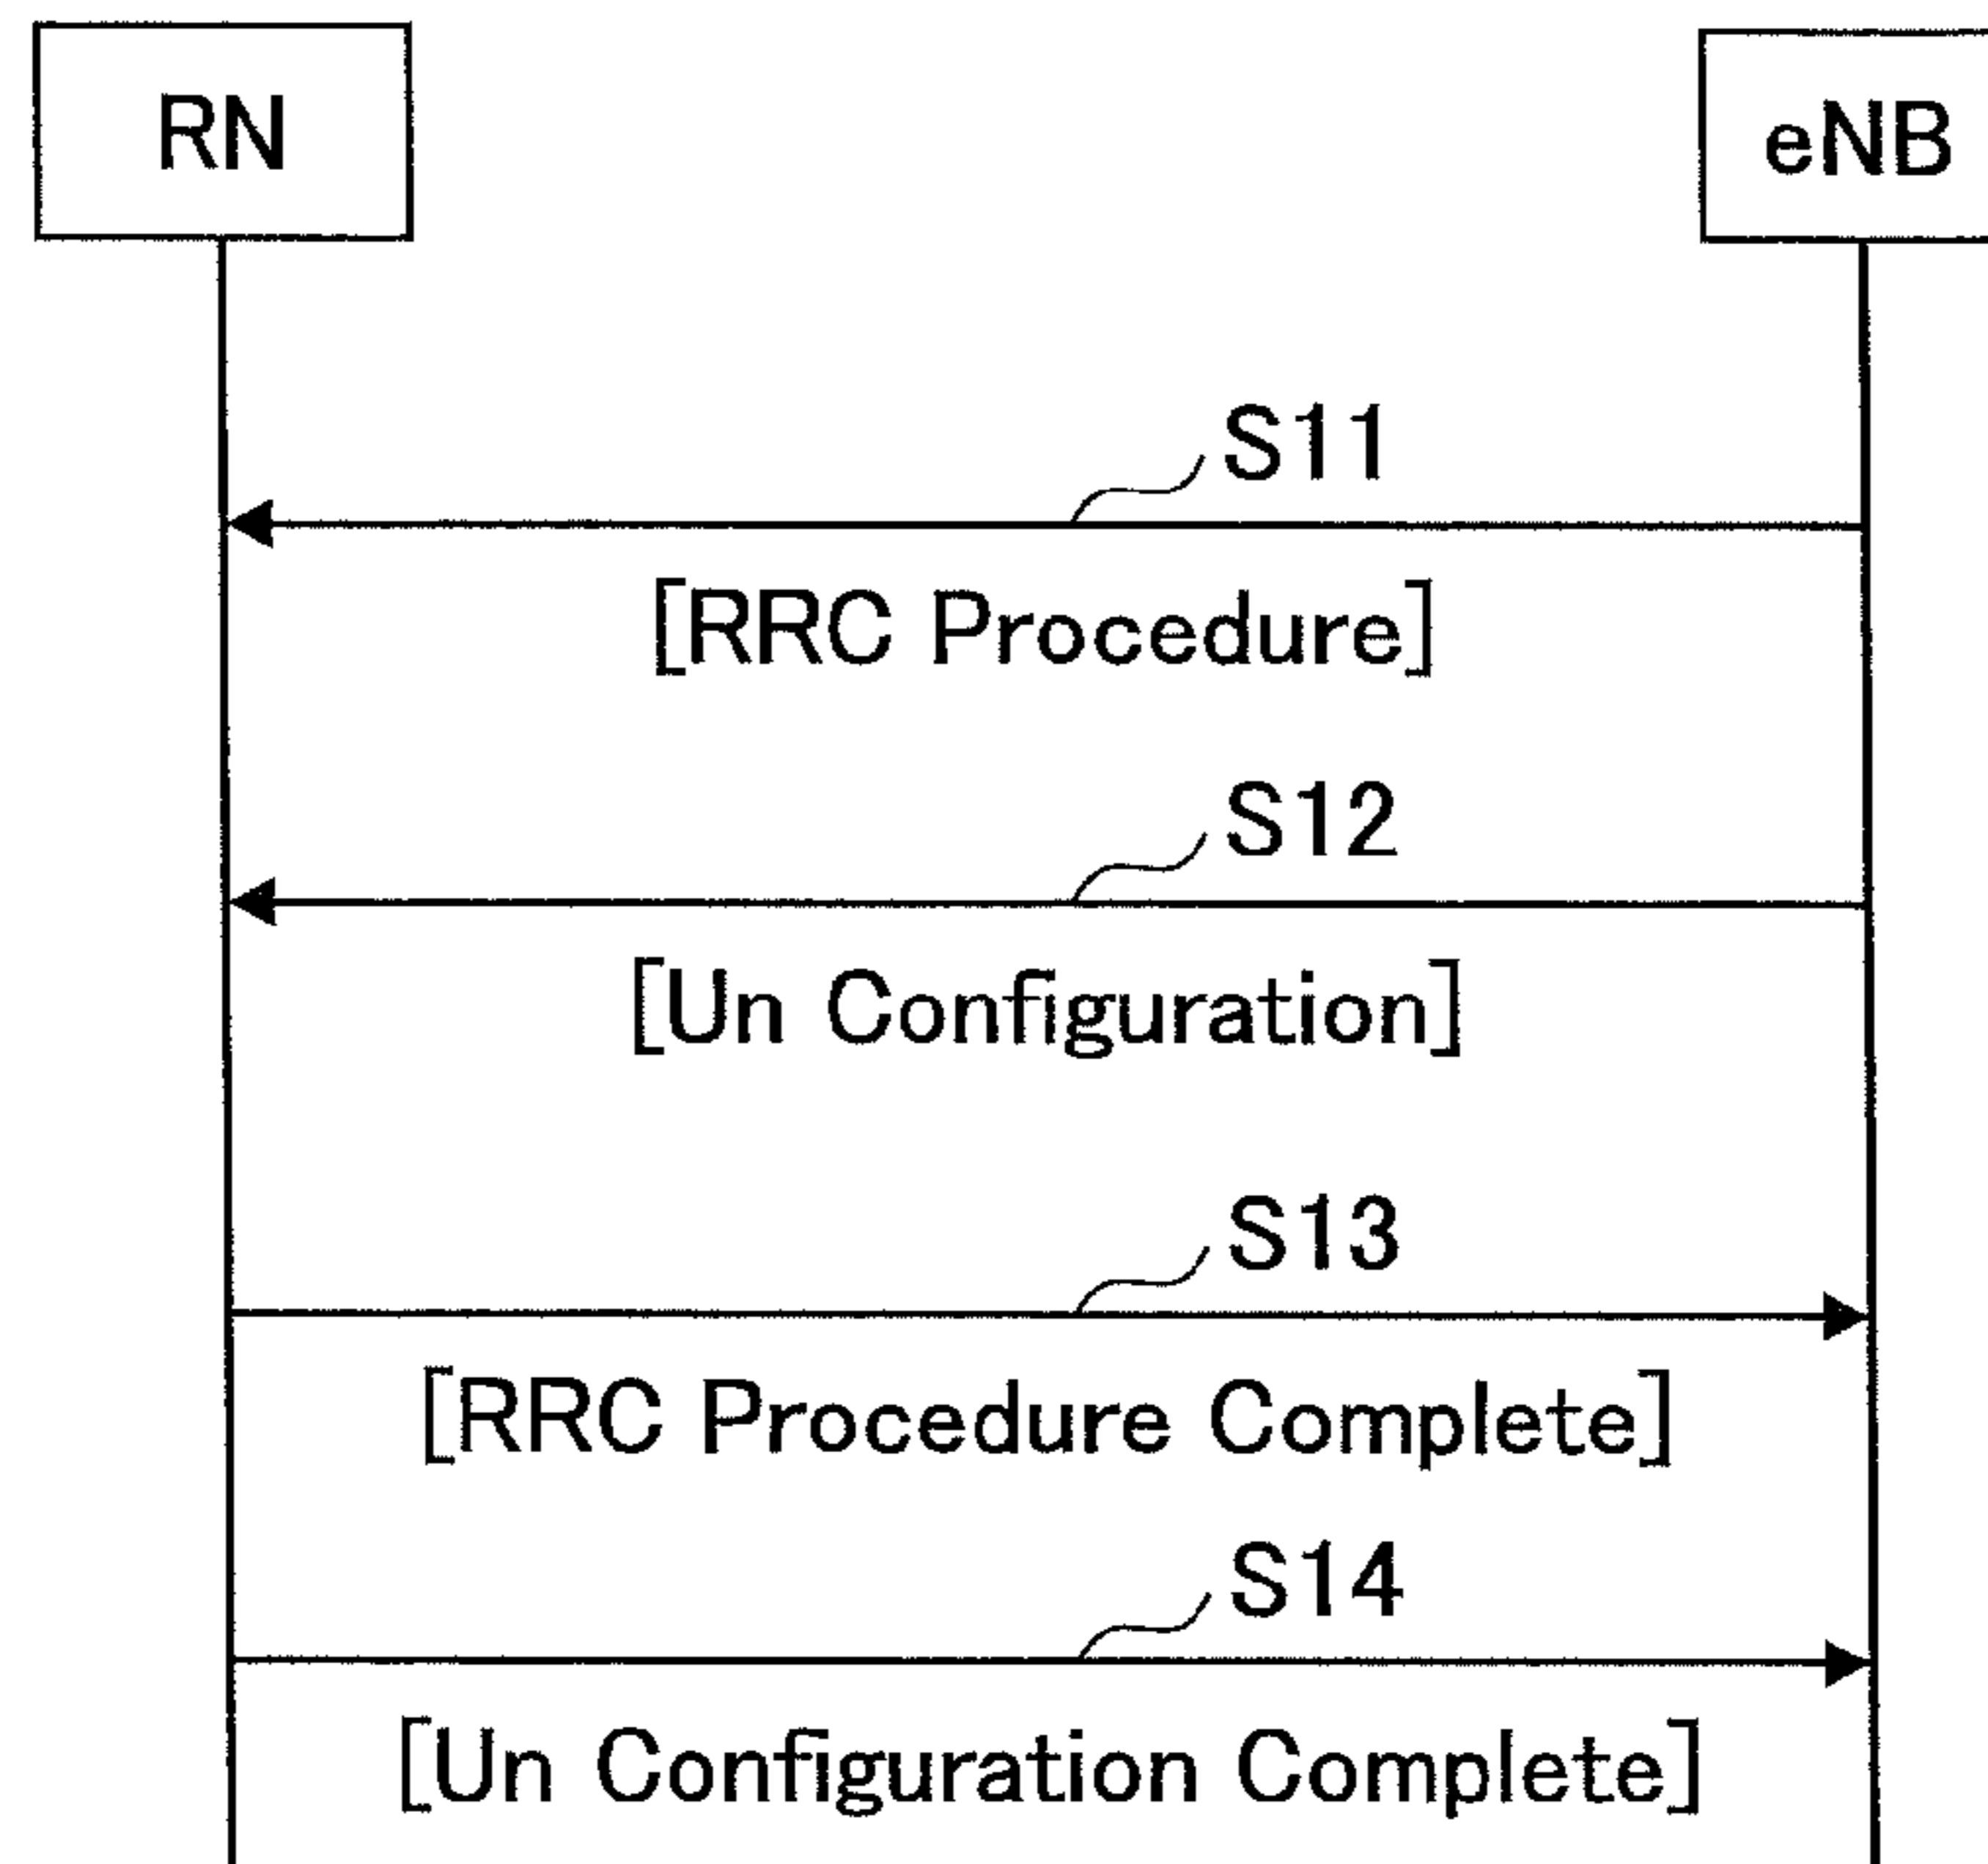 RN
eNB
S11
[RRC Procedure]
S12
[Un Configuration]
S13
[RRC Procedure Complete]
S14
[Un Configuration Complete]